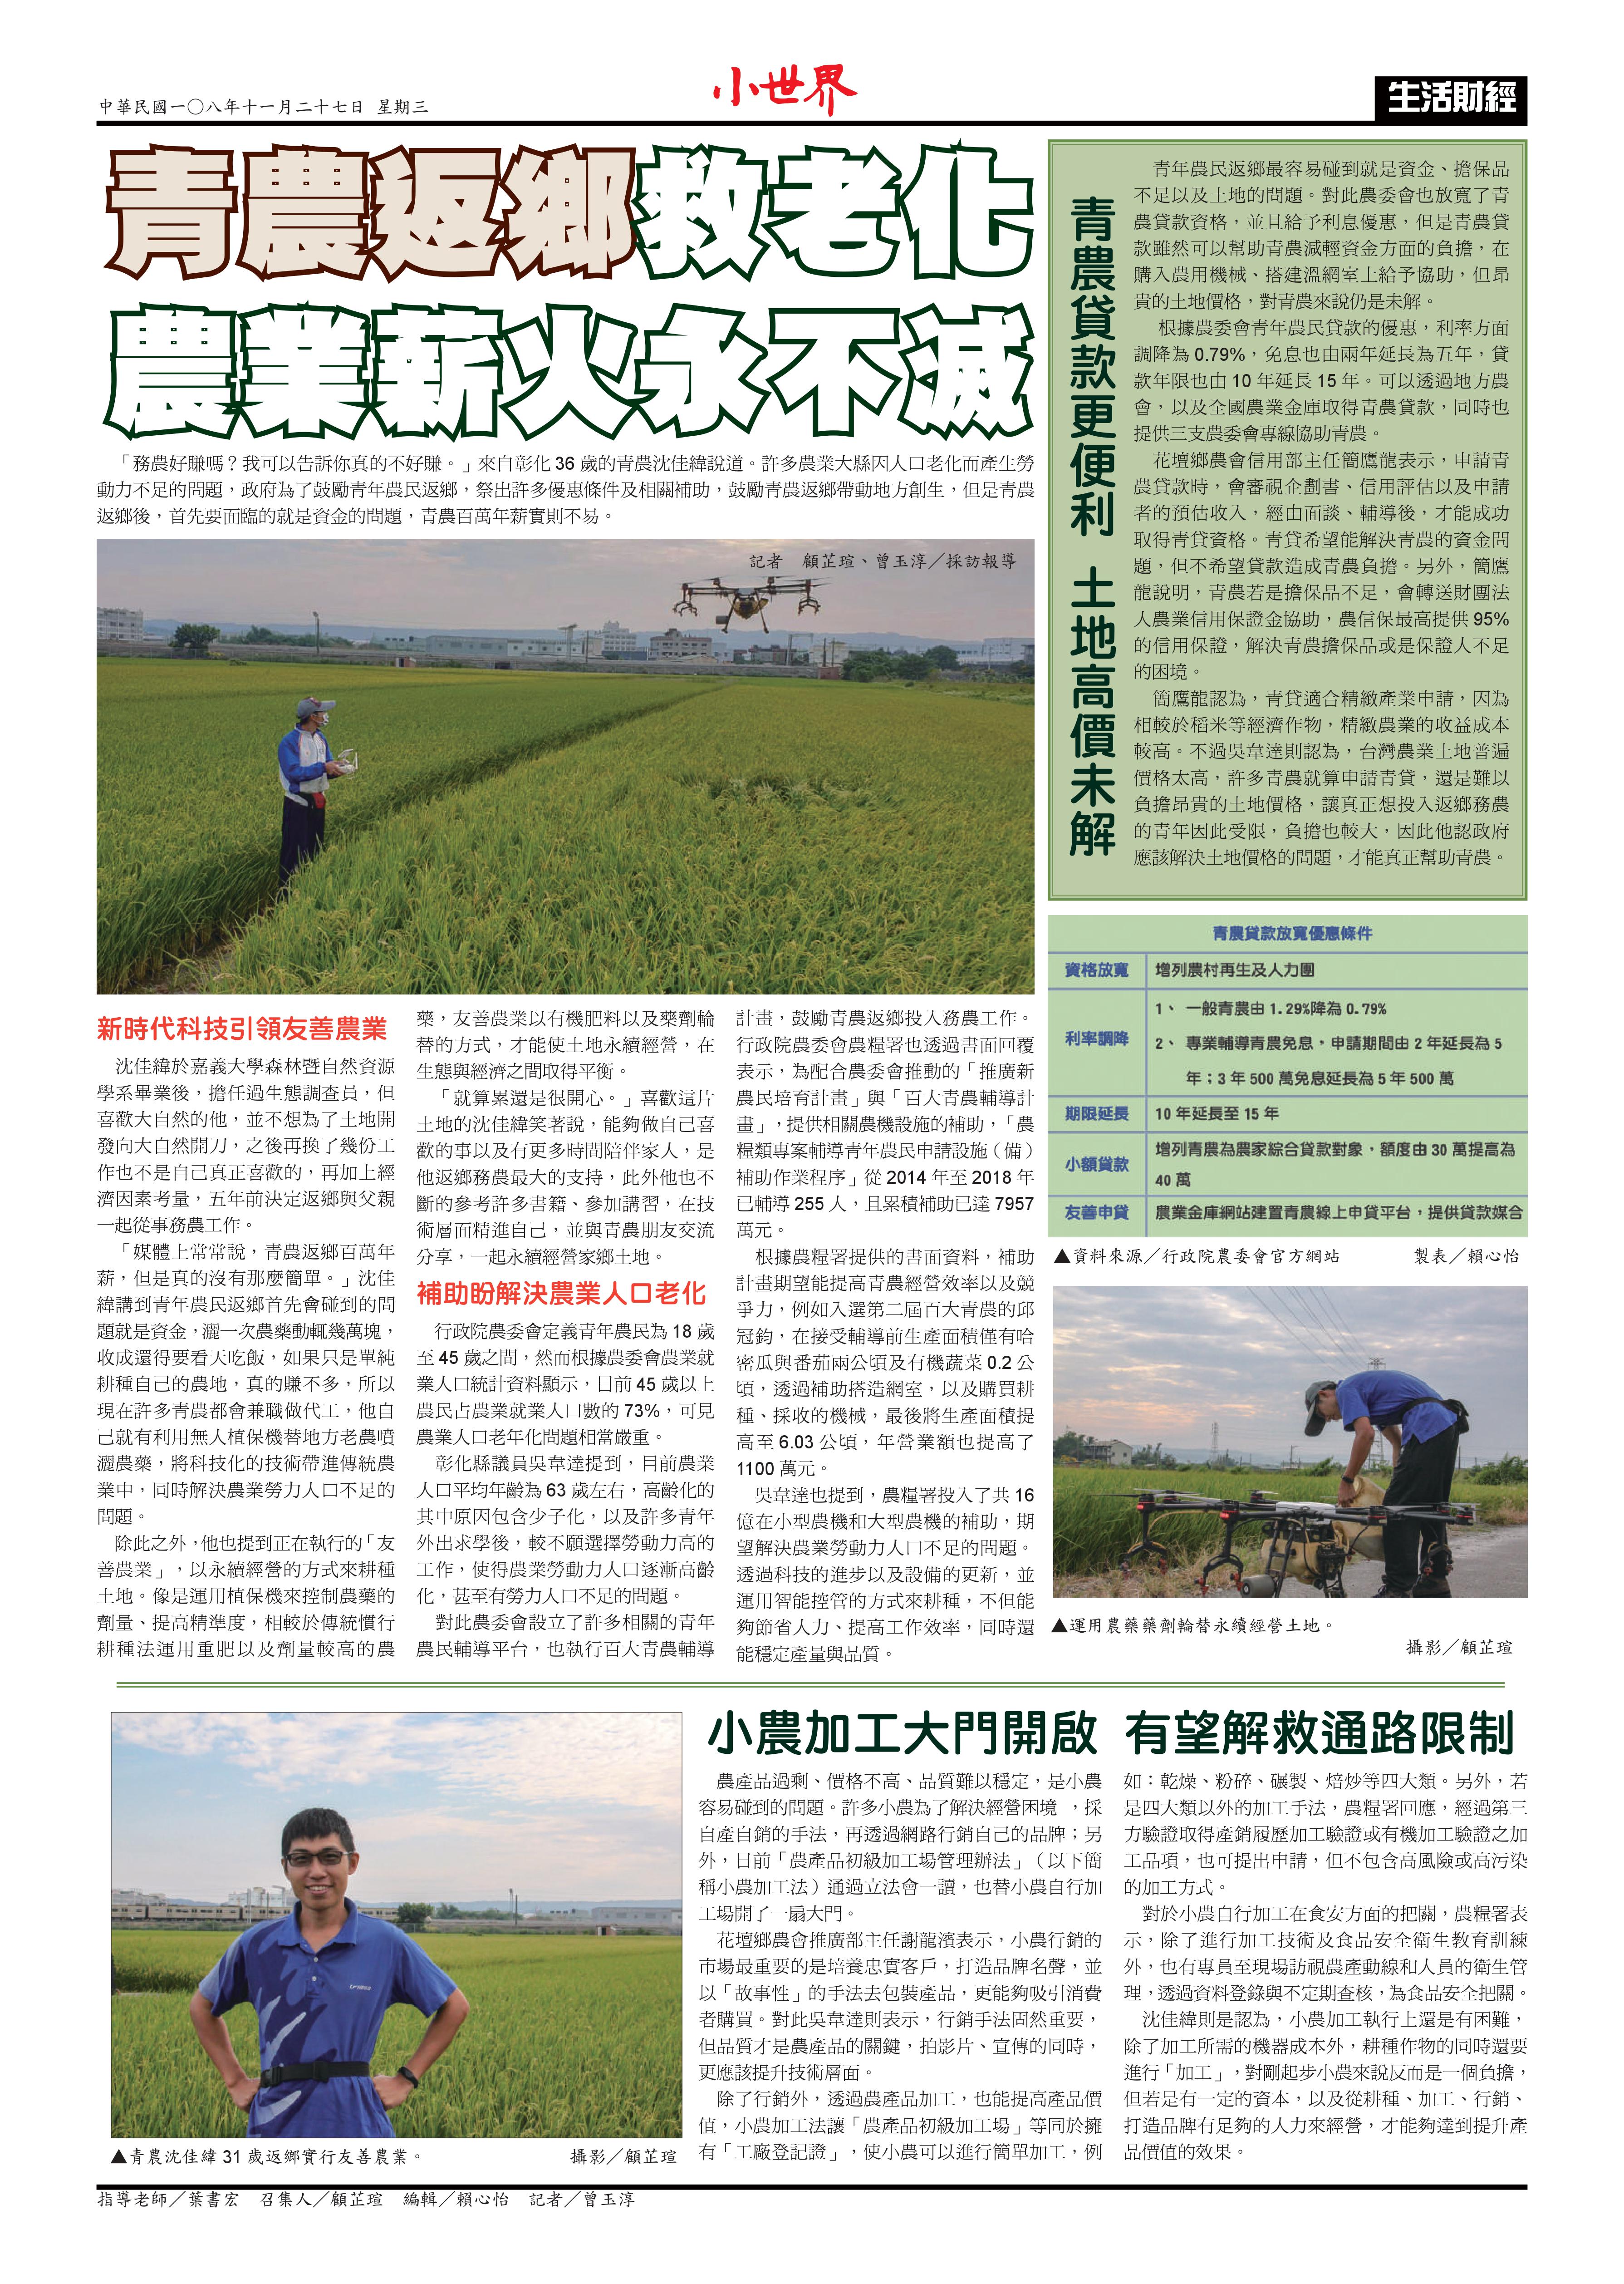 中華民國一〇八年十一月二十七日 星期三
小世界
生活財經
青農返鄉救老化
農業薪火永不滅
「務農好賺嗎？我可以告訴你真的不好賺。」來自彰化 36 歲的青農沈佳緯說道。許多農業大縣因人口老化而產生勞
動力不足的問題，政府為了鼓勵青年農民返鄉，祭出許多優惠條件及相關補助，鼓勵青農返鄉帶動地方創生，但是青農
返鄉後，首先要面臨的就是資金的問題，青農百萬年薪實則不易。
記者 顧芷瑄、曾玉淳／採訪報導
新時代科技引領友善農業
沈佳緯於嘉義大學森林暨自然資源
學系畢業後，擔任過生態調查員，但
喜歡大自然的他，並不想為了土地開
發向大自然開刀，之後再換了幾份工
作也不是自己真正喜歡的，再加上經
濟因素考量，五年前決定返鄉與父親
一起從事務農工作。
「媒體上常常說，青農返鄉百萬年
薪，但是真的沒有那麼簡單。」沈佳
緯講到青年農民返鄉首先會碰到的問
題就是資金，灑一次農藥動輒幾萬塊，
收成還得要看天吃飯，如果只是單純
耕種自己的農地，真的賺不多，所以
現在許多青農都會兼職做代工，他自
己就有利用無人植保機替地方老農噴
灑農藥，將科技化的技術帶進傳統農
業中，同時解決農業勞力人口不足的
問題。
除此之外，他也提到正在執行的「友
善農業」，以永續經營的方式來耕種
土地。像是運用植保機來控制農藥的
劑量、提高精準度，相較於傳統慣行
耕種法運用重肥以及劑量較高的農
藥，友善農業以有機肥料以及藥劑輪
替的方式，才能使土地永續經營，在
生態與經濟之間取得平衡。
「就算累還是很開心。」喜歡這片
土地的沈佳緯笑著說，能夠做自己喜
歡的事以及有更多時間陪伴家人，是
他返鄉務農最大的支持，此外他也不
斷的參考許多書籍、參加講習，在技
術層面精進自己，並與青農朋友交流
分享，一起永續經營家鄉土地。
補助盼解決農業人口老化
行政院農委會定義青年農民為 18 歲
至 45 歲之間，然而根據農委會農業就
業人口統計資料顯示，目前 45 歲以上
農民占農業就業人口數的 73%，可見
農業人口老年化問題相當嚴重。
彰化縣議員吳韋達提到，目前農業
人口平均年齡為 63 歲左右，高齡化的
其中原因包含少子化，以及許多青年
外出求學後，較不願選擇勞動力高的
工作，使得農業勞動力人口逐漸高齡
化，甚至有勞力人口不足的問題。
對此農委會設立了許多相關的青年
農民輔導平台，也執行百大青農輔導
計畫，鼓勵青農返鄉投入務農工作。
行政院農委會農糧署也透過書面回覆
表示，為配合農委會推動的「推廣新
農民培育計畫」與「百大青農輔導計
畫」，提供相關農機設施的補助，「農
糧類專案輔導青年農民申請設施（備）
補助作業程序」從 2014 年至 2018 年
已輔導 255 人，且累積補助已達 7957
萬元。
根據農糧署提供的書面資料，補助
計畫期望能提高青農經營效率以及競
爭力，例如入選第二屆百大青農的邱
冠鈞，在接受輔導前生產面積僅有哈
密瓜與番茄兩公頃及有機蔬菜 0.2 公
頃，透過補助搭造網室，以及購買耕
種、採收的機械，最後將生產面積提
高至 6.03 公頃，年營業額也提高了
1100 萬元。
吳韋達也提到，農糧署投入了共 16
億在小型農機和大型農機的補助，期
望解決農業勞動力人口不足的問題。
透過科技的進步以及設備的更新，並
運用智能控管的方式來耕種，不但能
夠節省人力、提高工作效率，同時還
能穩定產量與品質。
青農貸款更便利 土地高價未解
青年農民返鄉最容易碰到就是資金、擔保品
不足以及土地的問題。對此農委會也放寬了青
農貸款資格，並且給予利息優惠，但是青農貸
款雖然可以幫助青農減輕資金方面的負擔，在
購入農用機械、搭建溫網室上給予協助，但昂
貴的土地價格，對青農來說仍是未解。
根據農委會青年農民貸款的優惠，利率方面
調降為 0.79%，免息也由兩年延長為五年，貸
款年限也由 10 年延長 15 年。可以透過地方農
會，以及全國農業金庫取得青農貸款，同時也
提供三支農委會專線協助青農。
花壇鄉農會信用部主任簡鷹龍表示，申請青
農貸款時，會審視企劃書、信用評估以及申請
者的預估收入，經由面談、輔導後，才能成功
取得青貸資格。青貸希望能解決青農的資金問
題，但不希望貸款造成青農負擔。另外，簡鷹
龍說明，青農若是擔保品不足，會轉送財團法
人農業信用保證金協助，農信保最高提供 95%
的信用保證，解決青農擔保品或是保證人不足
的困境。
簡鷹龍認為，青貸適合精緻產業申請，因為
相較於稻米等經濟作物，精緻農業的收益成本
較高。不過吳韋達則認為，台灣農業土地普遍
價格太高，許多青農就算申請青貸，還是難以
負擔昂貴的土地價格，讓真正想投入返鄉務農
的青年因此受限，負擔也較大，因此他認政府
應該解決土地價格的問題，才能真正幫助青農。
青農貸款放寬優惠條件
資格放寬 增列農村再生及人力團
利率調降 1、 一般青農由 1.29%降為 0.79%
2、 專業輔導青農免息，申請期間由 2 年延長為 5
年；3 年 500 萬免息延長為 5 年 500 萬
期限延長 10 年延長至 15 年
小額貸款 增列青農為農家綜合貸款對象，額度由 30 萬提高為
40 萬
友善申貸 農業金庫網站建置青農線上申貸平台，提供貸款媒合
▲資料來源／行政院農委會官方網站 製表／賴心怡
▲運用農藥藥劑輪替永續經營土地。
攝影／顧芷瑄
▲青農沈佳緯 31 歲返鄉實行友善農業。 攝影／顧芷瑄
小農加工大門開啟 有望解救通路限制
農產品過剩、價格不高、品質難以穩定，是小農
容易碰到的問題。許多小農為了解決經營困境 ，採
自產自銷的手法，再透過網路行銷自己的品牌；另
外，日前「農產品初級加工場管理辦法」（以下簡
稱小農加工法）通過立法會一讀，也替小農自行加
工場開了一扇大門。
花壇鄉農會推廣部主任謝龍濱表示，小農行銷的
市場最重要的是培養忠實客戶，打造品牌名聲，並
以「故事性」的手法去包裝產品，更能夠吸引消費
者購買。對此吳韋達則表示，行銷手法固然重要，
但品質才是農產品的關鍵，拍影片、宣傳的同時，
更應該提升技術層面。
除了行銷外，透過農產品加工，也能提高產品價
值，小農加工法讓「農產品初級加工場」等同於擁
有「工廠登記證」，使小農可以進行簡單加工，例
如：乾燥、粉碎、碾製、焙炒等四大類。另外，若
是四大類以外的加工手法，農糧署回應，經過第三
方驗證取得產銷履歷加工驗證或有機加工驗證之加
工品項，也可提出申請，但不包含高風險或高污染
的加工方式。
對於小農自行加工在食安方面的把關，農糧署表
示，除了進行加工技術及食品安全衛生教育訓練
外，也有專員至現場訪視農產動線和人員的衛生管
理，透過資料登錄與不定期查核，為食品安全把關。
沈佳緯則是認為，小農加工執行上還是有困難，
除了加工所需的機器成本外，耕種作物的同時還要
進行「加工」，對剛起步小農來說反而是一個負擔，
但若是有一定的資本，以及從耕種、加工、行銷、
打造品牌有足夠的人力來經營，才能夠達到提升產
品價值的效果。
指導老師／葉書宏 召集人／顧芷瑄 編輯／賴心怡 記者／曾玉淳